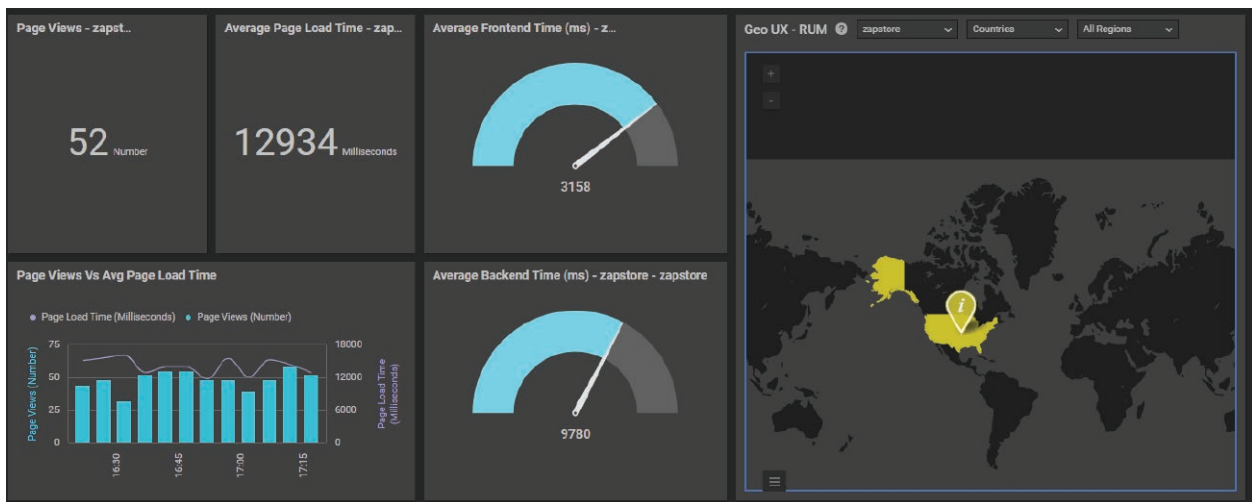 Page Views - zapst...
52 Number
Average Page Load Time - zap...
12934 Milliseconds
Average Frontend Time (ms) - z...
3158
Geo UX - RUM ? zapstore Countries All Regions
+
-
i
Page Views Vs Avg Page Load Time
Page Load Time (Milliseconds) Page Views (Number)
Page Views (Number)
75
50
25
0
18000
12000
6000
0
Page Load Time
(Milliseconds)
16:30 16:45 17:00 17:15
Average Backend Time (ms) - zapstore - zapstore
9780